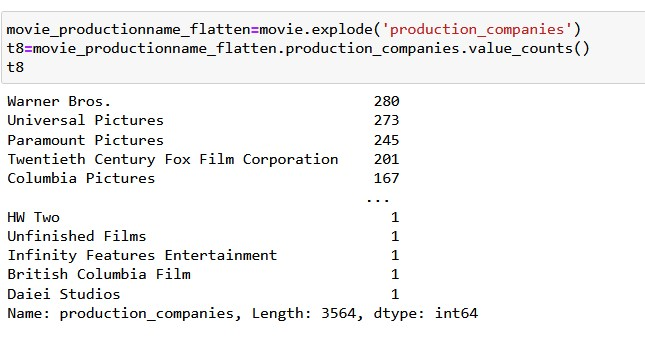 movie_productionname_flatten=movie.explode('production_companies')
t8=movie_productionname_flatten.production_companies.value_counts()
t8
Warner Bros. 280
Universal Pictures 273
Paramount Pictures 245
Twentieth Century Fox Film Corporation 201
Columbia Pictures 167
...
HW Two 1
Unfinished Films 1
Infinity Features Entertainment 1
British Columbia Film 1
Daiei Studios 1
Name: production_companies, Length: 3564, dtype: int64